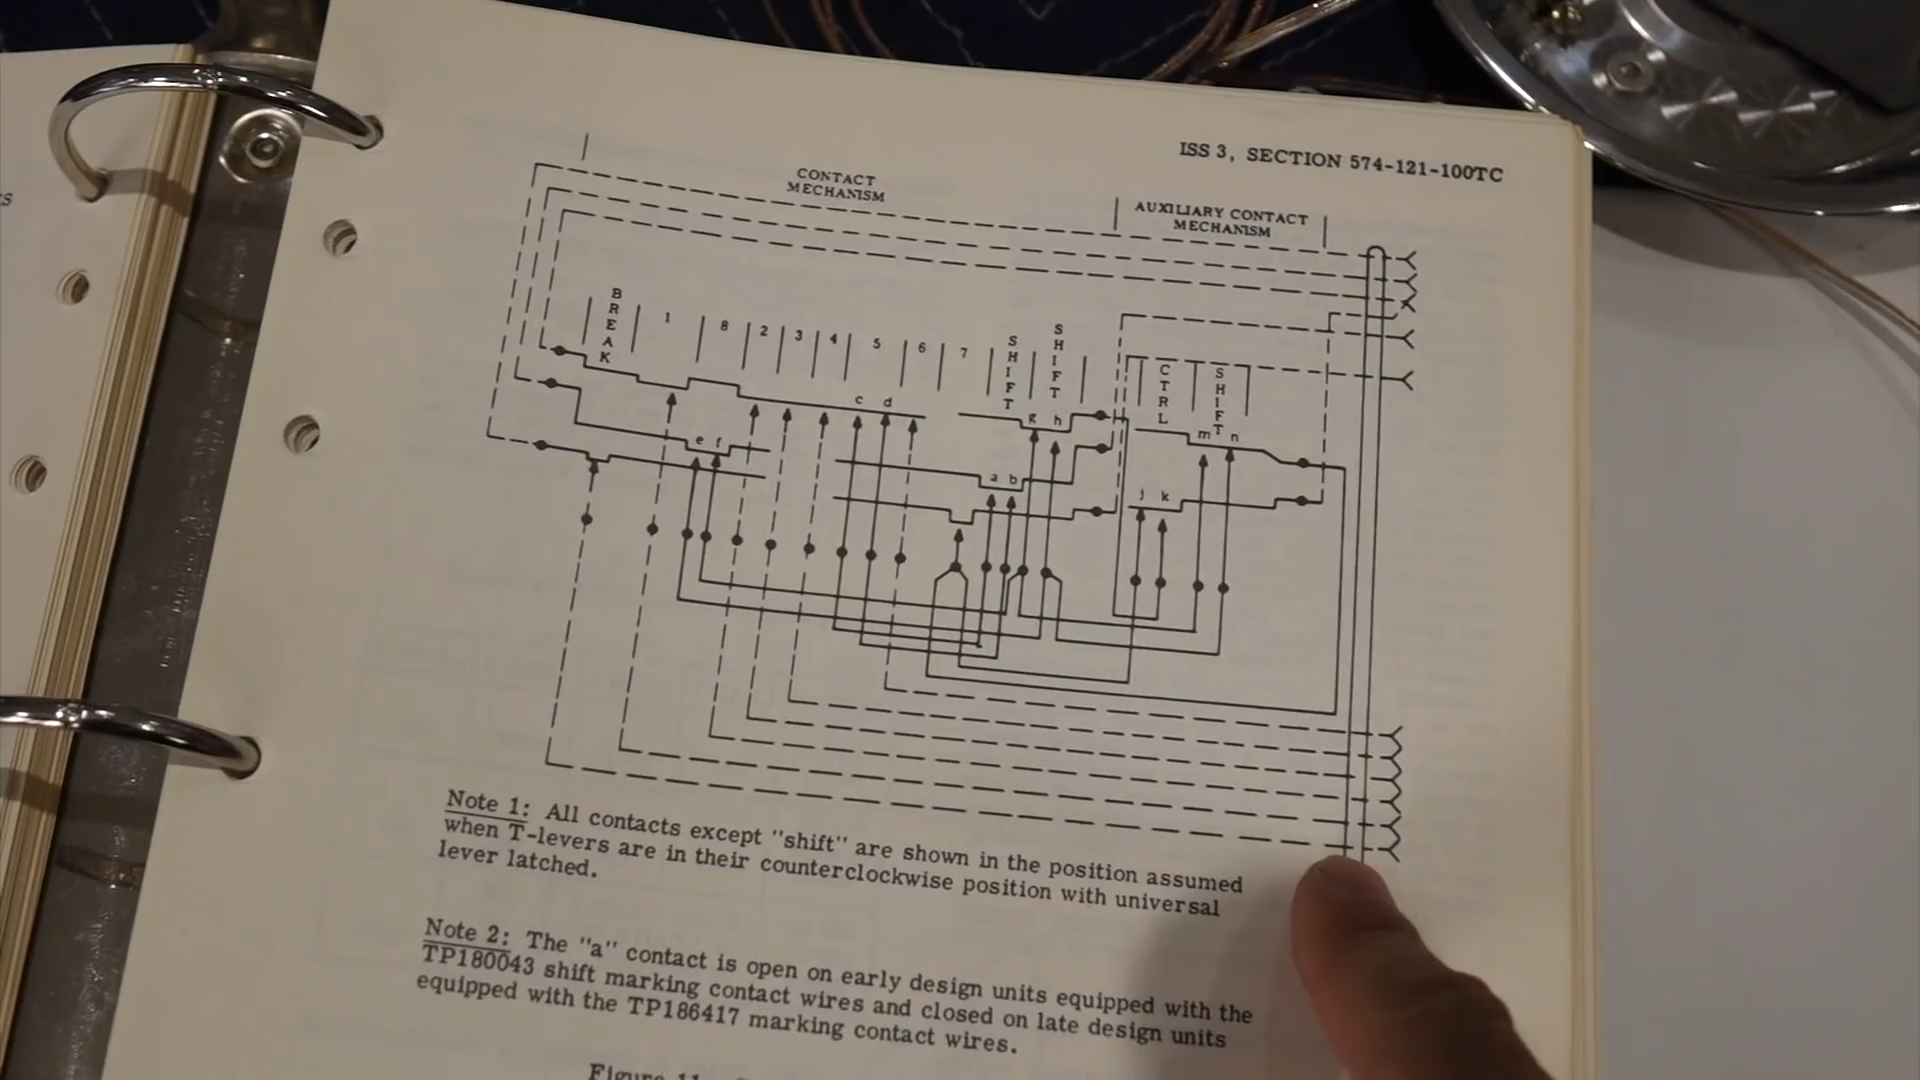 ISS 3, SECTION 574-121-100TC
CONTACT
MECHANISM
AUXILIARY CONTACT
MECHANISM
BREAK
1
8
2
3
4
5
6
7
SHIFT
SHIFT
CTRL
SHIFT
c d
g h
e f
m n
a b
j k
Note 1: All contacts except "shift" are shown in the position assumed
when T-levers are in their counterclockwise position with universal
lever latched.
Note 2: The "a" contact is open on early design units equipped with the
TP180043 shift marking contact wires and closed on late design units
equipped with the TP186417 marking contact wires.